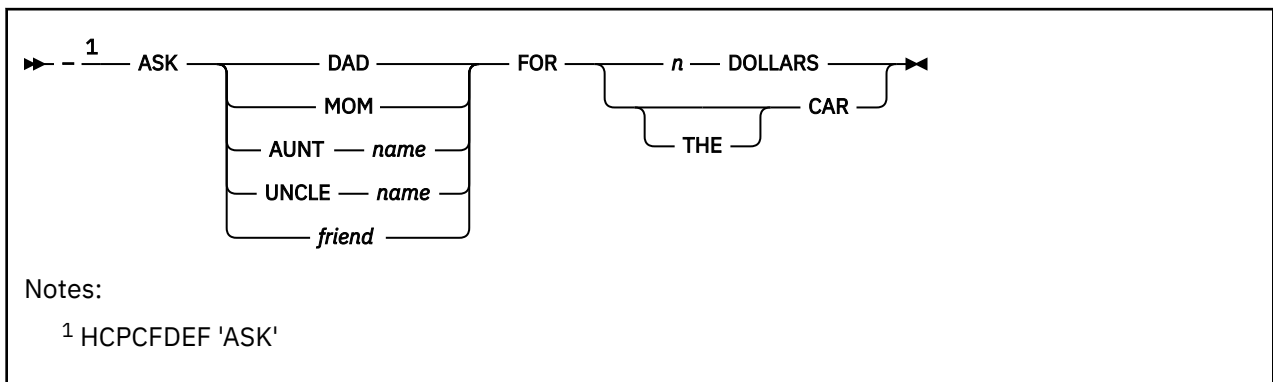 1
ASK DAD FOR n DOLLARS
MOM CAR
AUNT name THE
UNCLE name
friend
Notes:
1 HCPCFDEF 'ASK'